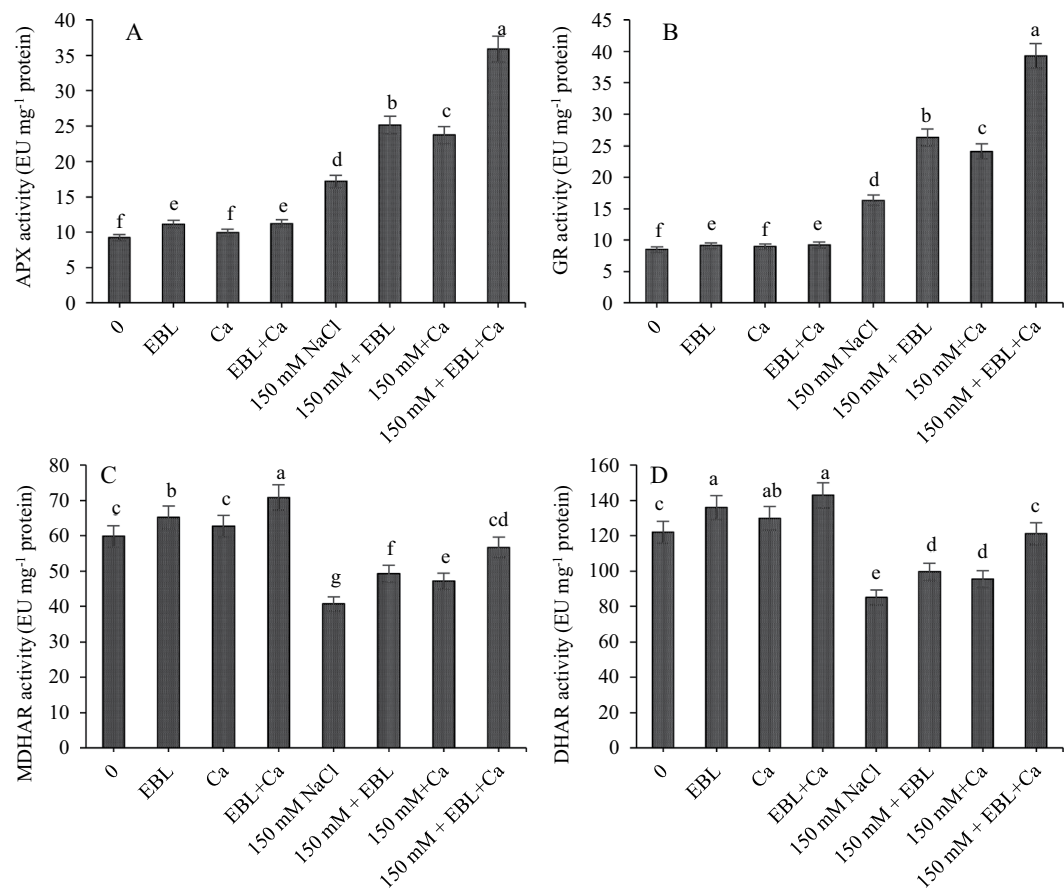 A
APX activity (EU mg-1 protein)
40
35
30
25
20
15
10
5
0
f
e
f
e
d
b
c
a
0
EBL
Ca
EBL+Ca
150 mM NaCl
150 mM + EBL
150 mM+Ca
150 mM + EBL+Ca
B
GR activity (EU mg-1 protein)
45
40
35
30
25
20
15
10
5
0
f
e
f
e
d
b
c
a
0
EBL
Ca
EBL+Ca
150 mM NaCl
150 mM + EBL
150 mM+Ca
150 mM + EBL+Ca
C
MDHAR activity (EU mg-1 protein)
80
70
60
50
40
30
20
10
0
c
b
c
a
g
f
e
cd
0
EBL
Ca
EBL+Ca
150 mM NaCl
150 mM + EBL
150 mM+Ca
150 mM + EBL+Ca
D
DHAR activity (EU mg-1 protein)
160
140
120
100
80
60
40
20
0
c
a
ab
a
e
d
d
c
0
EBL
Ca
EBL+Ca
150 mM NaCl
150 mM + EBL
150 mM+Ca
150 mM + EBL+Ca